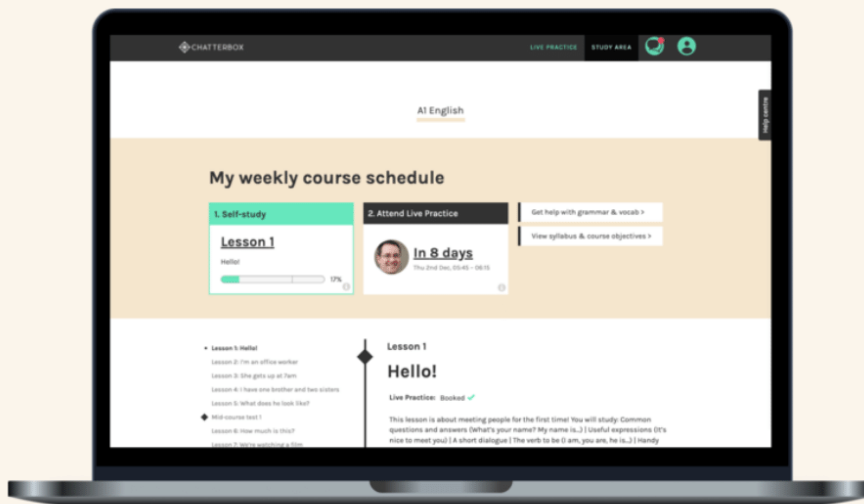 CHATTERBOX
LIVE PRACTICE
STUDY AREA
Help centre
A1 English
My weekly course schedule
1. Self-study
Lesson 1
Hello!
17%
2. Attend Live Practice
In 8 days
Thu 2nd Dec, 05:45 - 06:15
Get help with grammar & vocab >
View syllabus & course objectives >
Lesson 1: Hello!
Lesson 2: I'm an office worker
Lesson 3: She gets up at 7am
Lesson 4: I have one brother and two sisters
Lesson 5: What does he look like?
Mid-course test 1
Lesson 6: How much is this?
Lesson 7: We're watching a film
Lesson 1
Hello!
Live Practice: Booked
This lesson is about meeting people for the first time! You will study: Common
questions and answers (What's your name? My name is...) | Useful expressions (It's
nice to meet you) | A short dialogue | The verb to be (I am, you are, he is...) | Handy